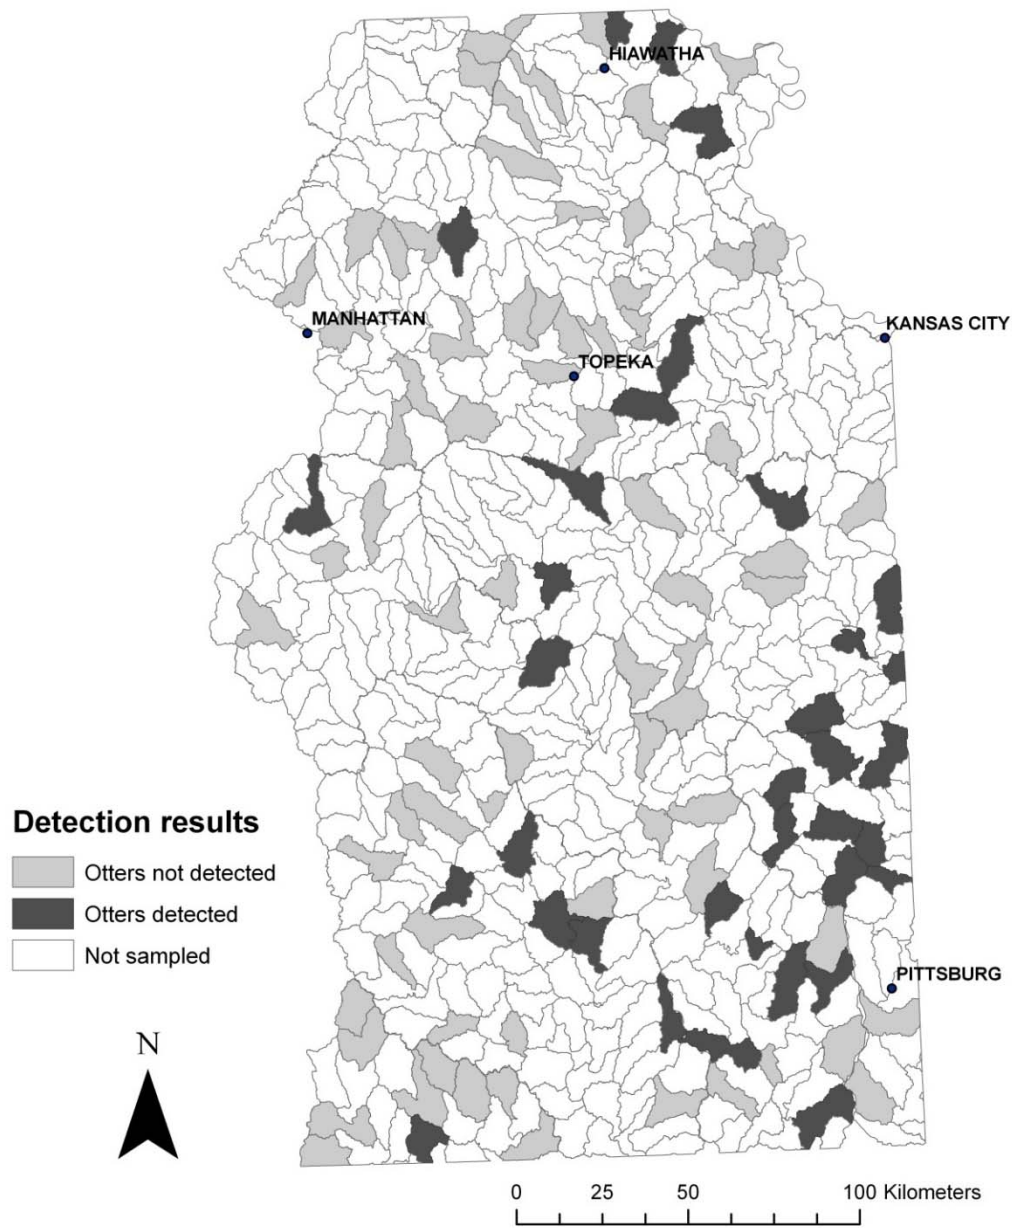 HIAWATHA
MANHATTAN
KANSAS CITY
TOPEKA
Detection results
Otters not detected
Otters detected
Not sampled
PITTSBURG
N
0 25 50 100 Kilometers